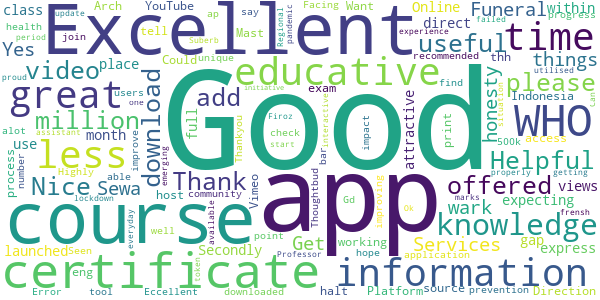 class Arch YouTube Could ap Facing Want Online Funeral within
update Excellent say Regional pandemic direct progress
health
period join tell Mast unique recommended thh experience failed
Yes video place educative useful time
great million add users one exam find things
proud Suberb utilised
initiative please
download honesty Indonesia WHO
Good
alot assistant month full Thankyou Firoz interactive impact attractive print 500k
less check start bar access
use improve
process number Highly able Nice sewa Thank app offered Helpful views
emerging lockdown host community Vimeo Thoughtbud Gd improving expecting
course everyday available well Get working Ok marks wark knowledge getting properly frensh
Secondly point hope Professor application Services gap express
launched Seen eng token
certificate information
Error tool Eccellent downloaded halt Platform source prevention Direction
situation Can